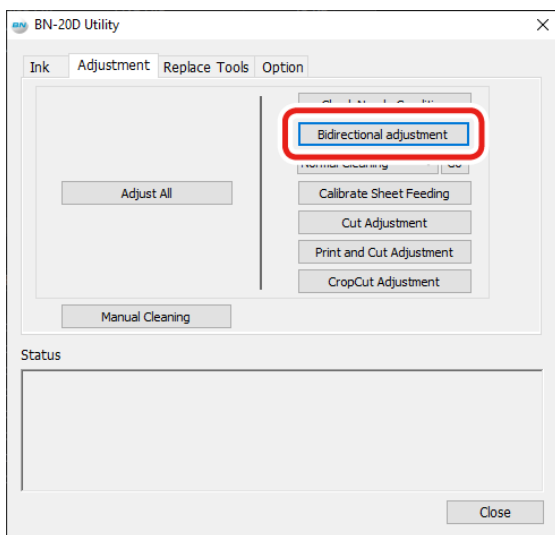 BN-20D Utility
Ink Adjustment Replace Tools Option
Bidirectional adjustment
Adjust All
Calibrate Sheet Feeding
Cut Adjustment
Print and Cut Adjustment
CropCut Adjustment
Manual Cleaning
Status
Close